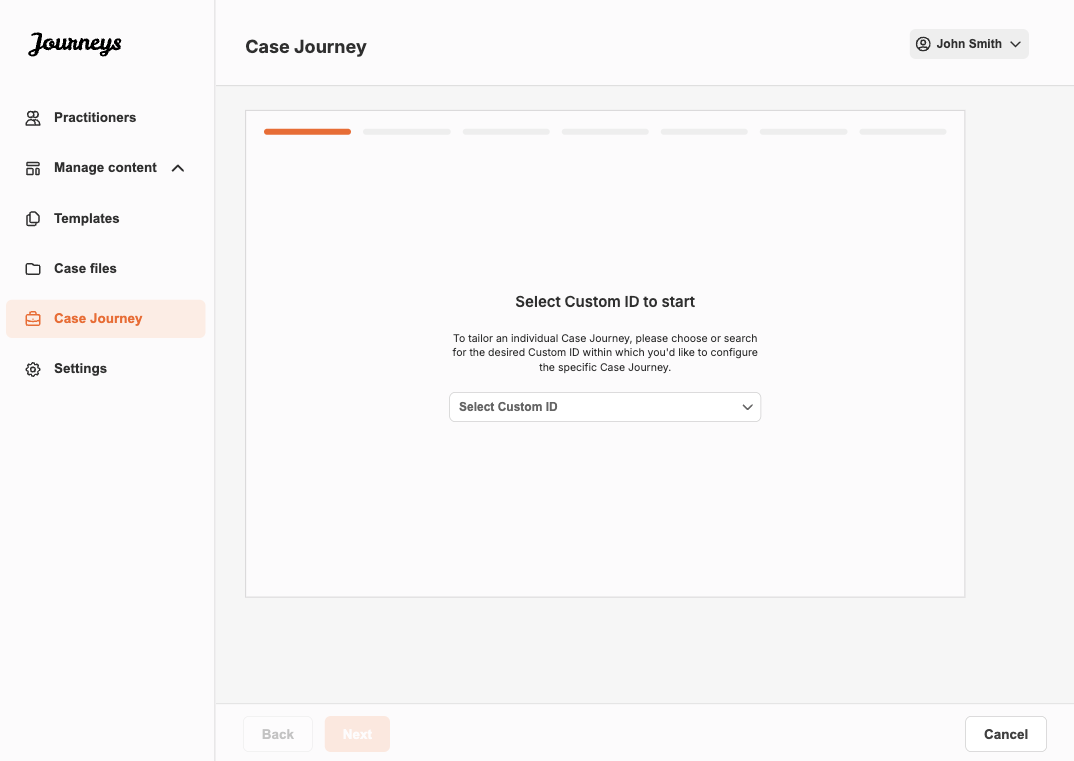 Journeys
Case Journey
John Smith
Practitioners
Manage content
Templates
Case files
Case Journey
Settings
Select Custom ID to start
To tailor an individual Case Journey, please choose or search
for the desired Custom ID within which you'd like to configure
the specific Case Journey.
Select Custom ID
Back
Next
Cancel